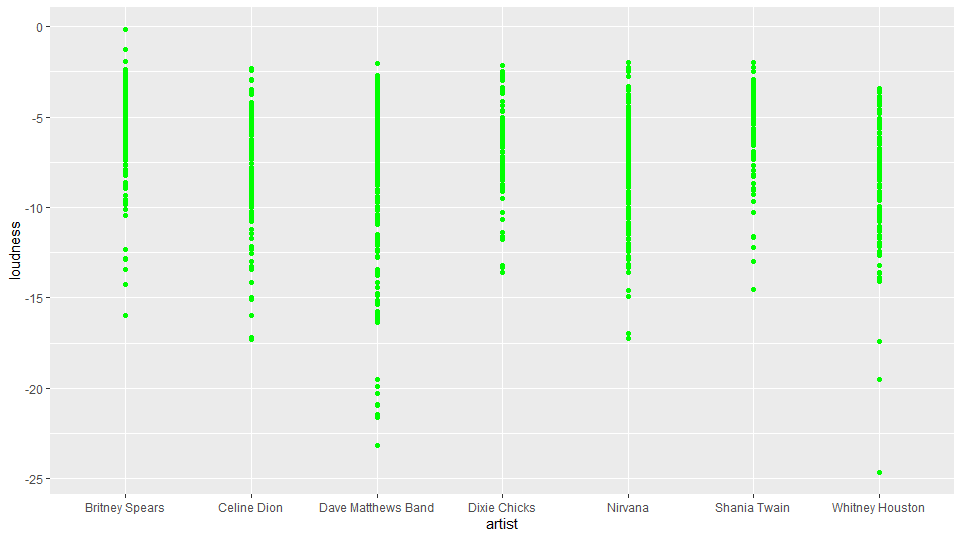 0
-5
-10
-15
-20
-25
loudness
Britney Spears Celine Dion Dave Matthews Band Dixie Chicks Nirvana Shania Twain Whitney Houston
artist